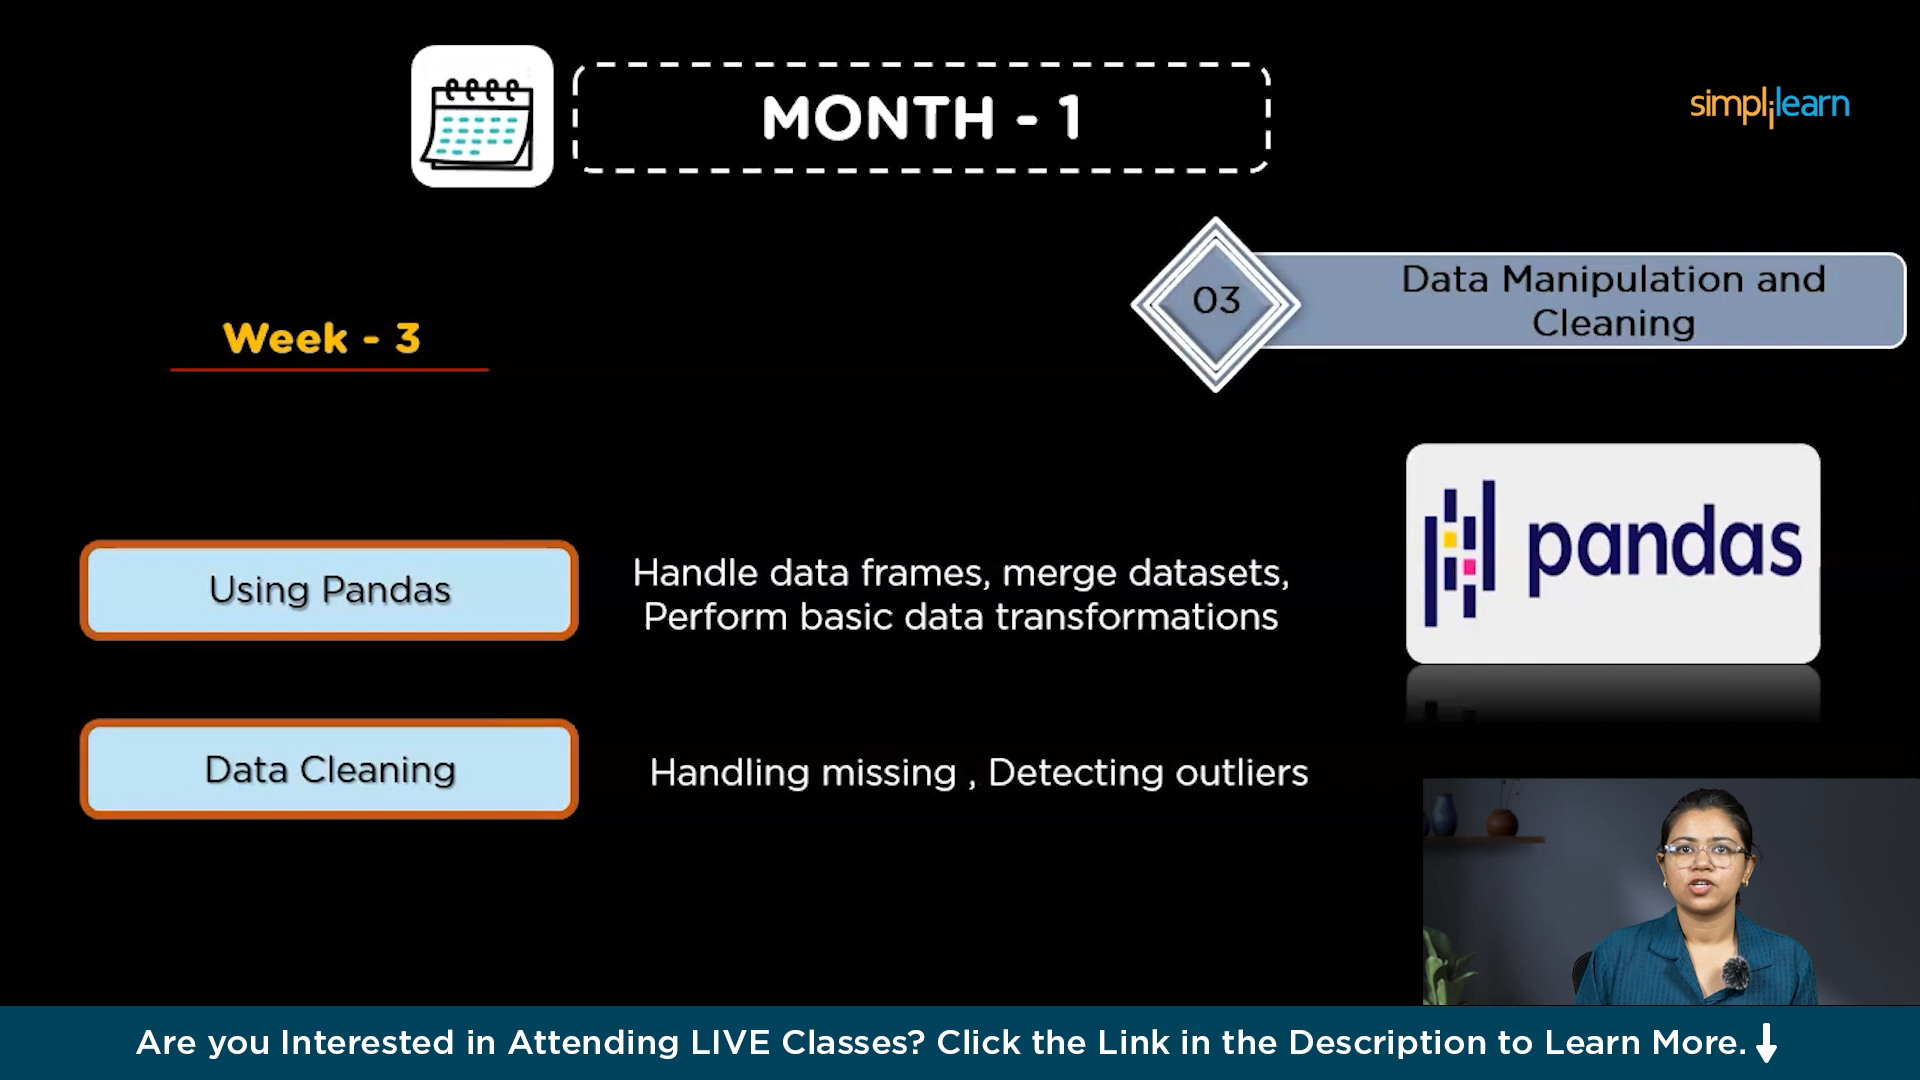 MONTH - 1
simplilearn
03
Data Manipulation and
Cleaning
Week - 3
Using Pandas
Handle data frames, merge datasets,
Perform basic data transformations
pandas
Data Cleaning
Handling missing , Detecting outliers
Are you Interested in Attending LIVE Classes? Click the Link in the Description to Learn More.